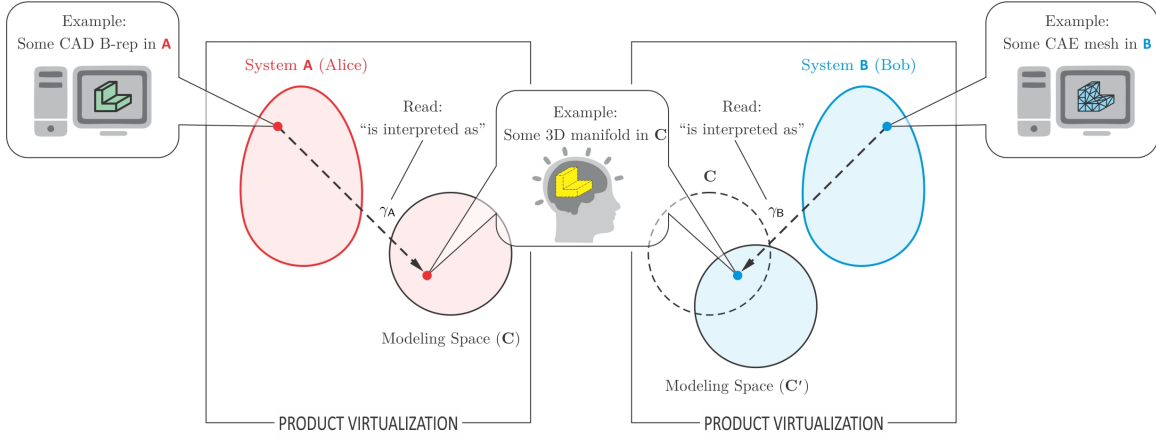 Example:
Some CAD B-rep in A
System A (Alice)
Read:
“is interpreted as”
γA
Modeling Space (C)
PRODUCT VIRTUALIZATION
Example:
Some 3D manifold in C
System B (Bob)
Read:
“is interpreted as”
C
γB
Modeling Space (C′)
PRODUCT VIRTUALIZATION
Example:
Some CAE mesh in B